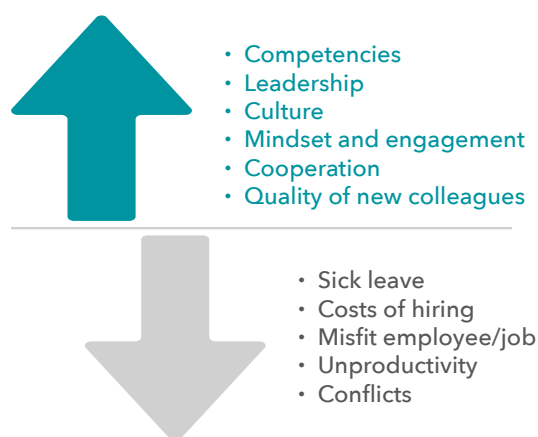 • Competencies
• Leadership
• Culture
• Mindset and engagement
• Cooperation
• Quality of new colleagues
• Sick leave
• Costs of hiring
• Misfit employee/job
• Unproductivity
• Conflicts